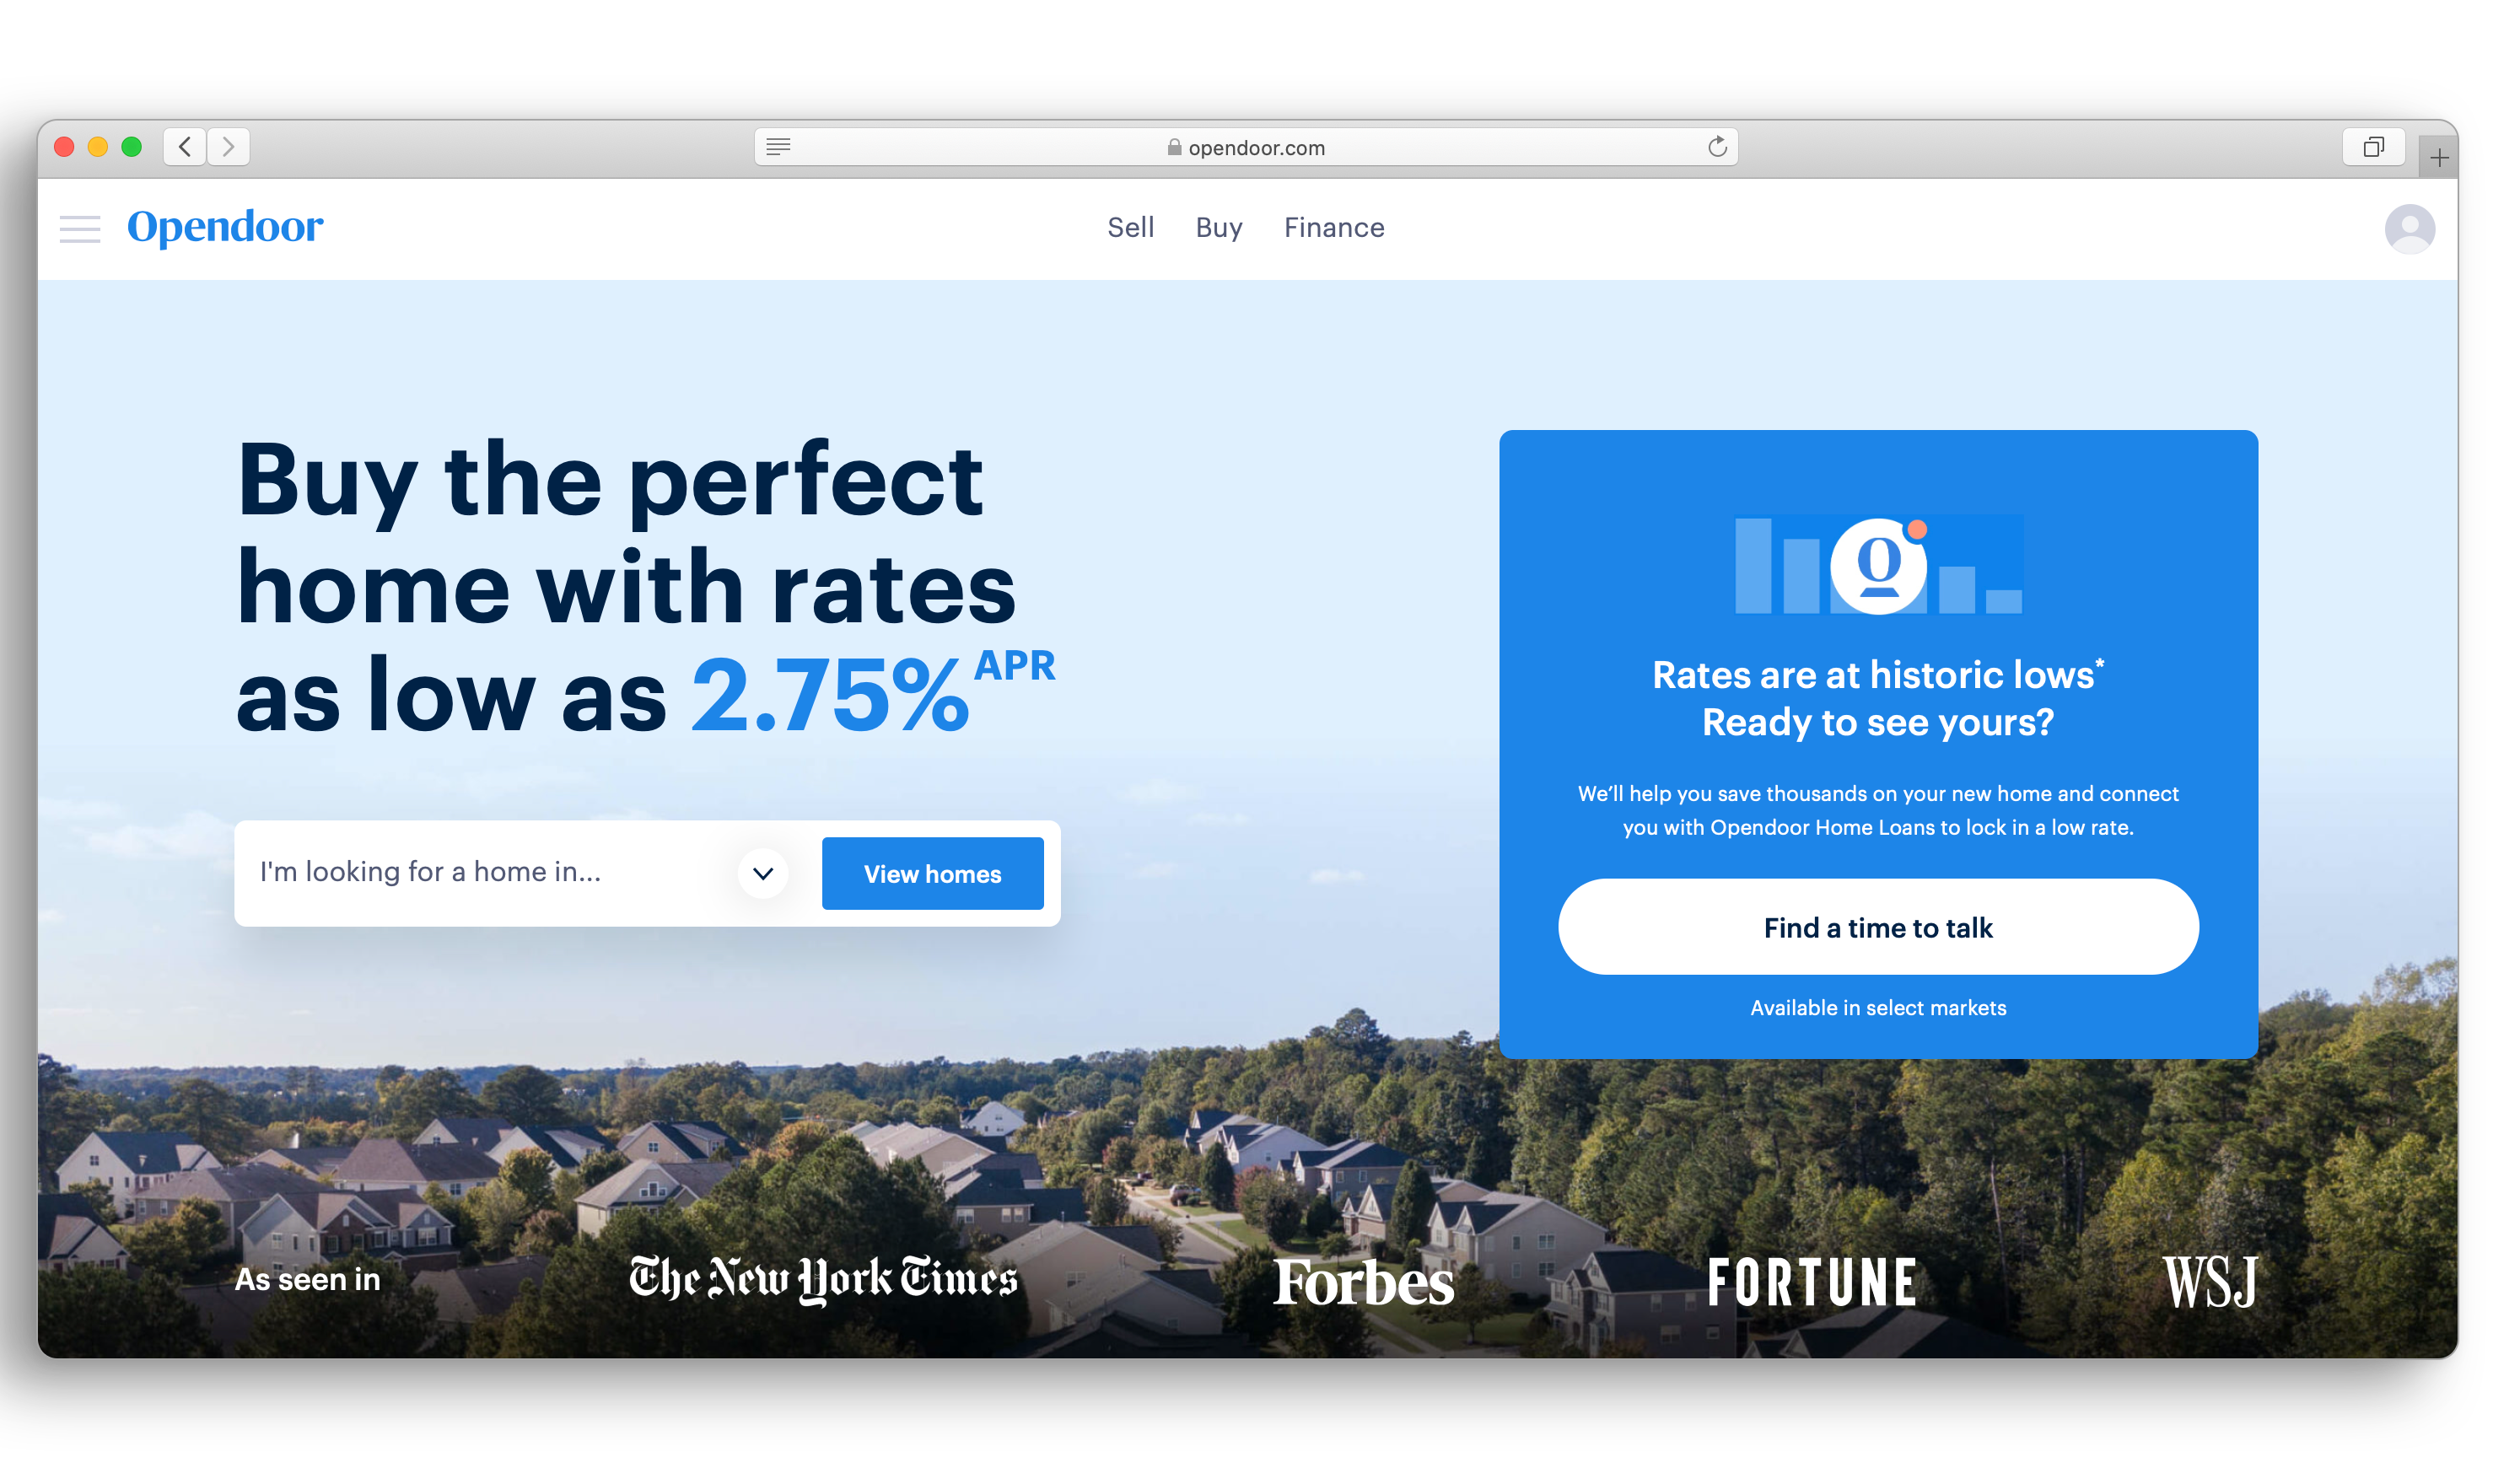 opendoor.com
Opendoor
Sell Buy Finance
Buy the perfect
home with rates
as low as 2.75% APR
I'm looking for a home in...
View homes
O
Rates are at historic lows*
Ready to see yours?
We'll help you save thousands on your new home and connect
you with Opendoor Home Loans to lock in a low rate.
Find a time to talk
Available in select markets
As seen in
The New York Times
Forbes
FORTUNE
WSJ